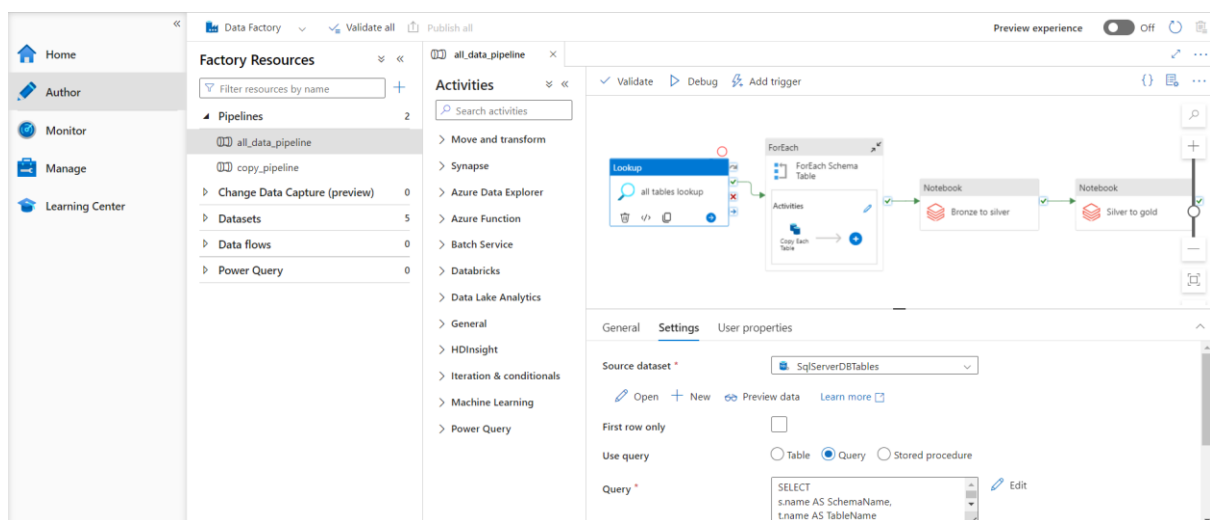 Data Factory
Validate all
Publish all
Preview experience
Off
Home
Author
Monitor
Manage
Learning Center
Factory Resources
Filter resources by name
Pipelines 2
all_data_pipeline
copy_pipeline
Change Data Capture (preview) 0
Datasets 5
Data flows 0
Power Query 0
all_data_pipeline
Activities
Search activities
Move and transform
Synapse
Azure Data Explorer
Azure Function
Batch Service
Databricks
Data Lake Analytics
General
HDInsight
Iteration & conditionals
Machine Learning
Power Query
Validate
Debug
Add trigger
Lookup
all tables lookup
ForEach
ForEach Schema
Table
Activities
Copy Each
Table
Notebook
Bronze to silver
Notebook
Silver to gold
General Settings User properties
Source dataset *
SqlServerDBTables
Open New Preview data Learn more
First row only
Use query
Table Query Stored procedure
Query *
SELECT
s.name AS SchemaName,
t.name AS TableName
Edit